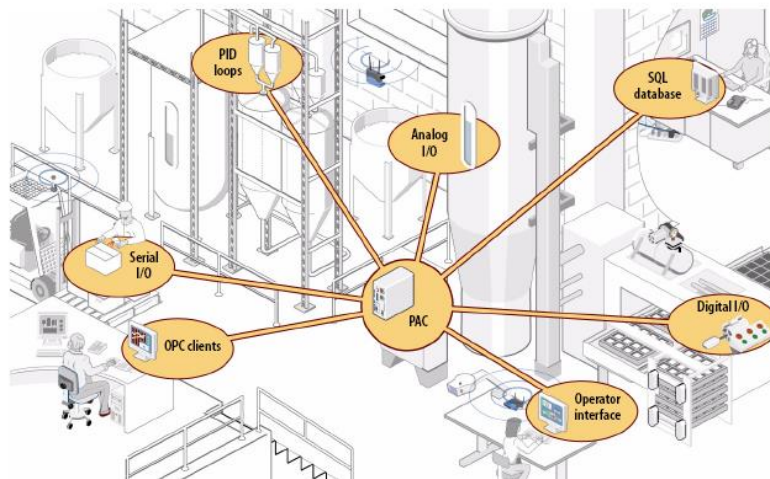 PID
loops
SQL
database
Analog
I/O
Serial
I/O
PAC
Digital I/O
OPC clients
Operator
interface